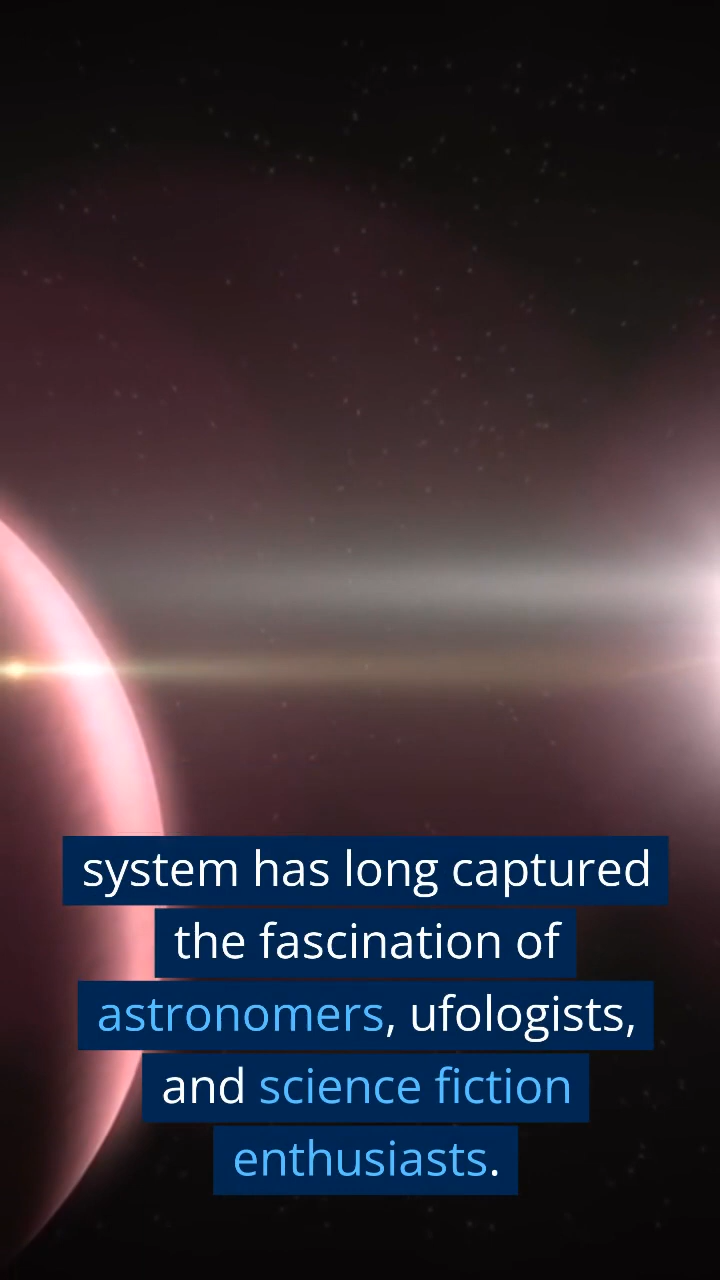 system has long captured
the fascination of
astronomers, ufologists,
and science fiction
enthusiasts.